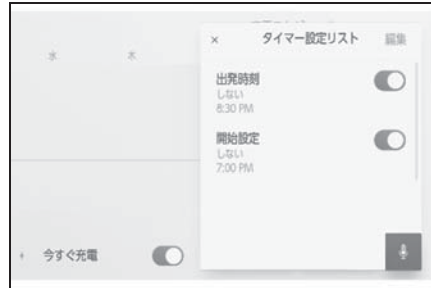 水
水
今すぐ充電
× タイマー設定リスト 編集
出発時刻
しない
8:30 PM
開始設定
しない
7:00 PM